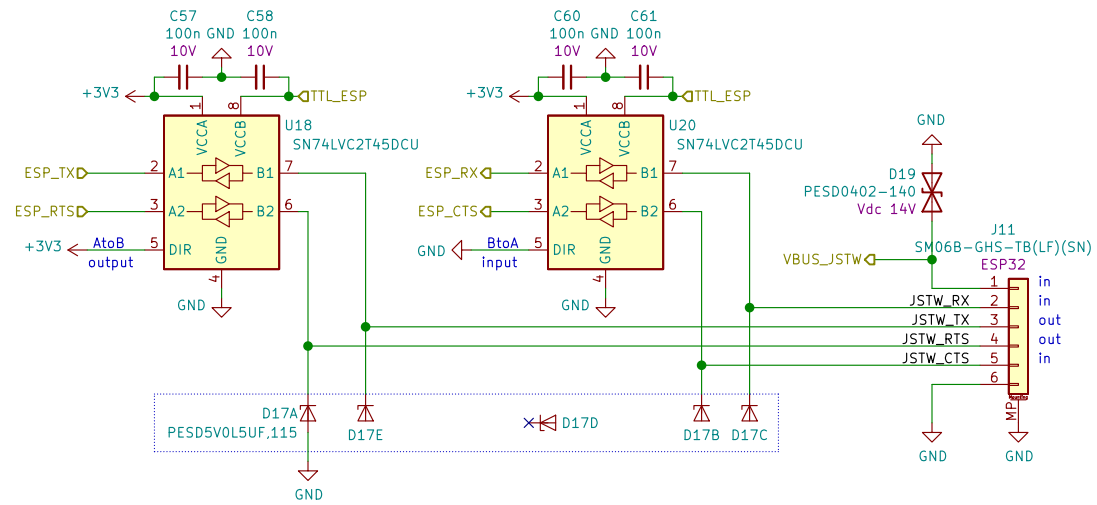 C57 C58 C60 C61
100n GND 100n 100n GND 100n
10V 10V 10V 10V
+3V3 TTL_ESP +3V3 TTL_ESP
1 8 1 8
VCCA VCCB U18 VCCA VCCB U20 GND
SN74LVC2T45DCU SN74LVC2T45DCU
ESP_TX 2 A1 B1 7 ESP_RX 2 A1 B1 7 D19
PESD0402-140
ESP_RTS 3 A2 B2 6 ESP_CTS 3 A2 B2 6 Vdc 14V
J11
+3V3 AtoB 5 DIR GND GND BtoA 5 DIR GND SM06B-GHS-TB(LF)(SN)
output input VBUS_JSTW ESP32
4 4 1 in
GND GND JSTW_RX 2 in
JSTW_TX 3 out
JSTW_RTS 4 out
JSTW_CTS 5 in
6
D17A MP
PESD5V0L5UF,115 D17E D17D D17B D17C
GND GND
GND